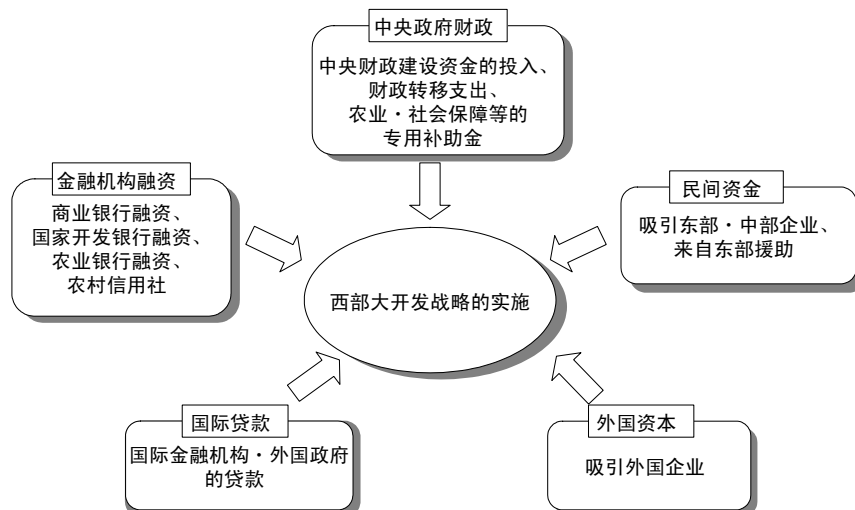 中央政府财政
中央财政建设资金的投入、
财政转移支出、
农业・社会保障等的
专用补助金
金融机构融资
商业银行融资、
国家开发银行融资、
农业银行融资、
农村信用社
民间资金
吸引东部・中部企业、
来自东部援助
西部大开发战略的实施
国际贷款
国际金融机构・外国政府
的贷款
外国资本
吸引外国企业